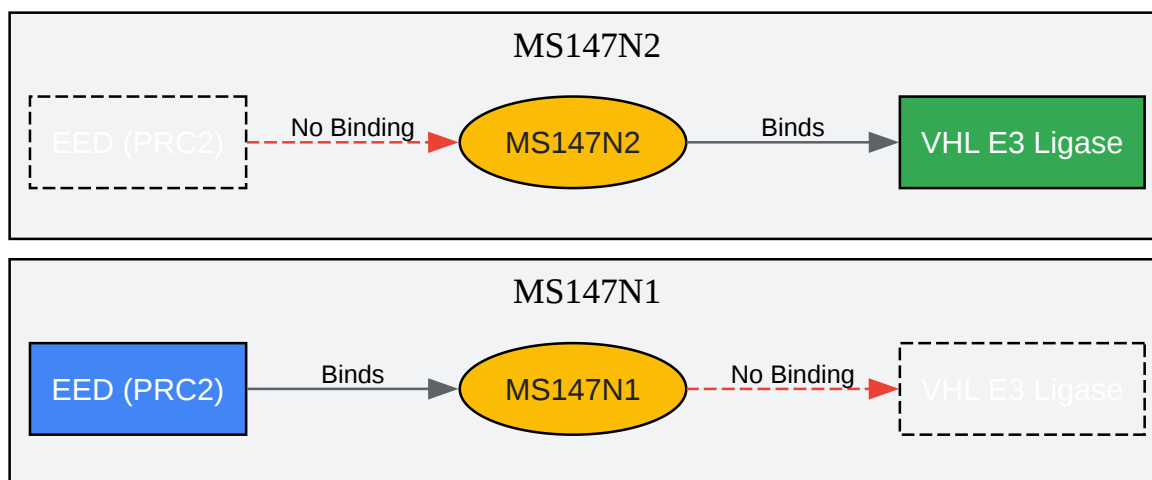 MS147N2
EED (PRC2)
No Binding
MS147N2
Binds
VHL E3 Ligase
MS147N1
EED (PRC2)
Binds
MS147N1
No Binding
VHL E3 Ligase